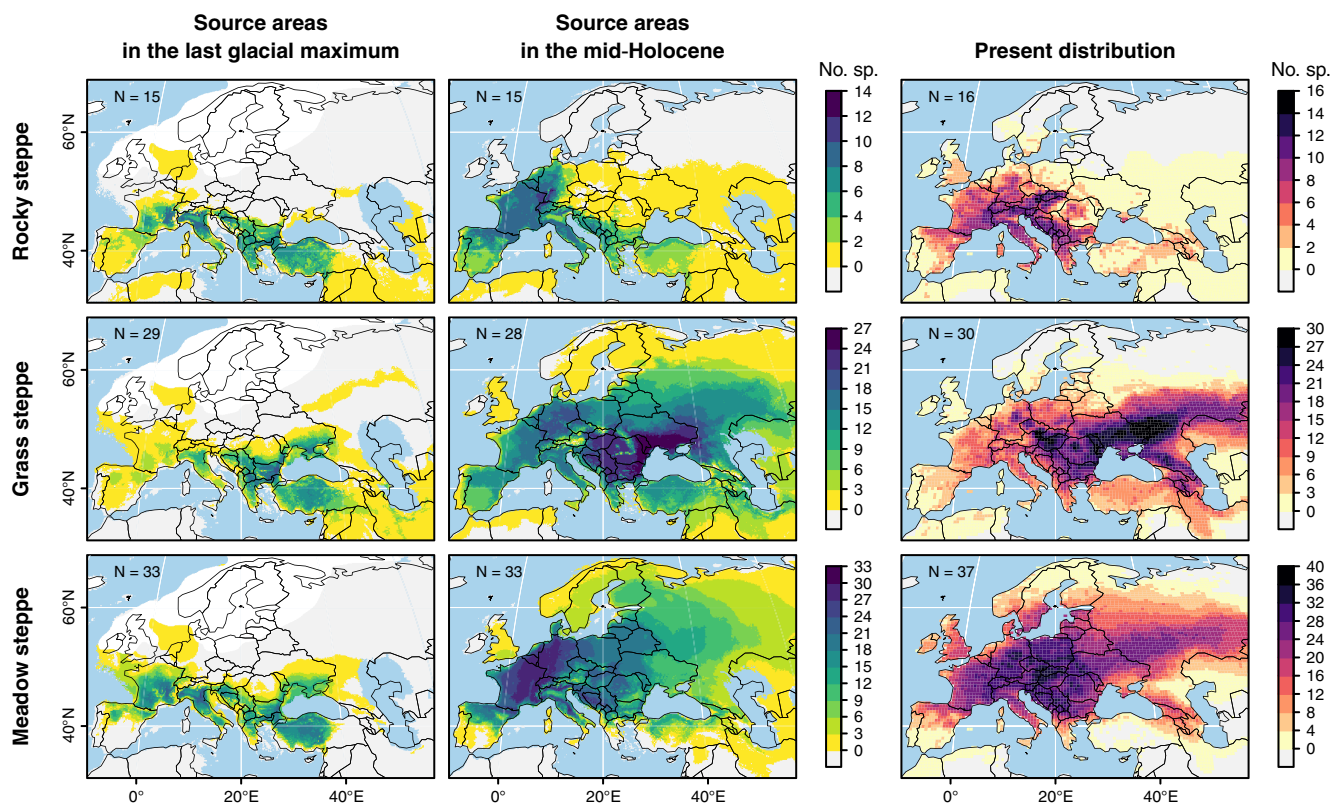 Source areas
in the last glacial maximum
Source areas
in the mid-Holocene
Present distribution
No. sp.
No. sp.
Rocky steppe
60°N
40°N
N = 15
N = 15
14
12
10
8
6
4
2
0
N = 16
16
14
12
10
8
6
4
2
0
Grass steppe
60°N
40°N
N = 29
N = 28
27
24
21
18
15
12
9
6
3
0
N = 30
30
27
24
21
18
15
12
9
6
3
0
Meadow steppe
60°N
40°N
N = 33
N = 33
33
30
27
24
21
18
15
12
9
6
3
0
N = 37
40
36
32
28
24
20
16
12
8
4
0
0°
20°E
40°E
0°
20°E
40°E
0°
20°E
40°E